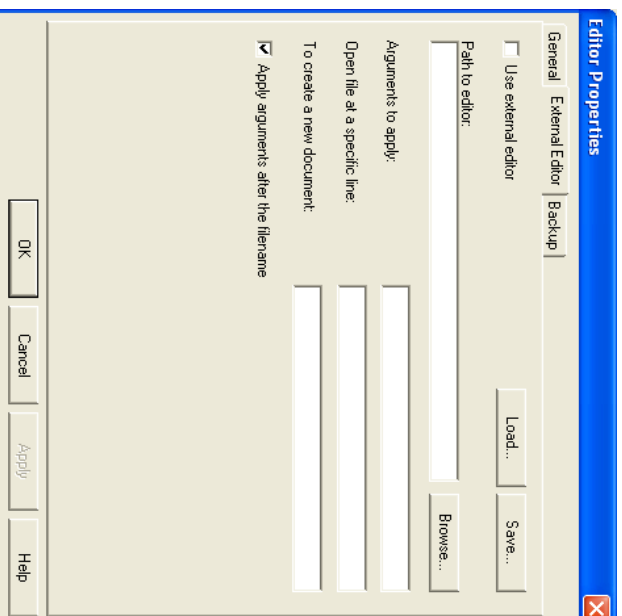 Editor Properties
General External Editor Backup
Use external editor
Load... Save...
Path to editor:
Browse...
Arguments to apply:
Open file at a specific line:
To create a new document:
Apply arguments after the filename
OK Cancel Apply Help